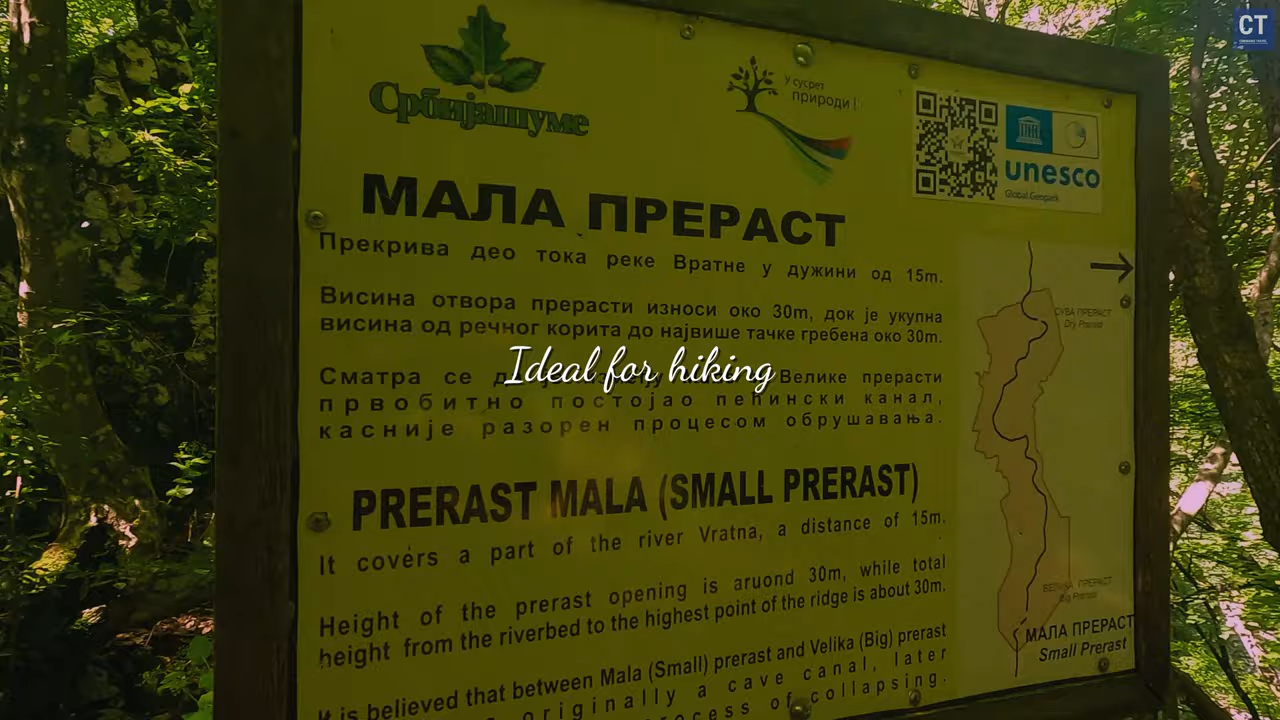 CT
Србијашуме
У сусрет
природи !
unesco
Global Geopark
МАЛА ПРЕРАСТ
Прекрива део тока реке Вратне у дужини од 15m.
Висина отвора прерасти износи око 30m, док је укупна
висина од речног корита до највише тачке гребена око 30m.
Ideal for hiking
Сматра се Велике прерасти
првобитно постојао пећински канал,
касније разорен процесом обрушавања.
PRERAST MALA (SMALL PRERAST)
It covers a part of the river Vratna, a distance of 15m.
Height of the prerast opening is aruond 30m, while total
height from the riverbed to the highest point of the ridge is about 30m.
It is believed that between Mala (Small) prerast and Velika (Big) prerast
originally a cave canal, later
process of collapsing.
СУВА ПРЕРАСТ
Dry Prerast
ВЕЛИКА ПРЕРАСТ
Big Prerast
МАЛА ПРЕРАСТ
Small Prerast